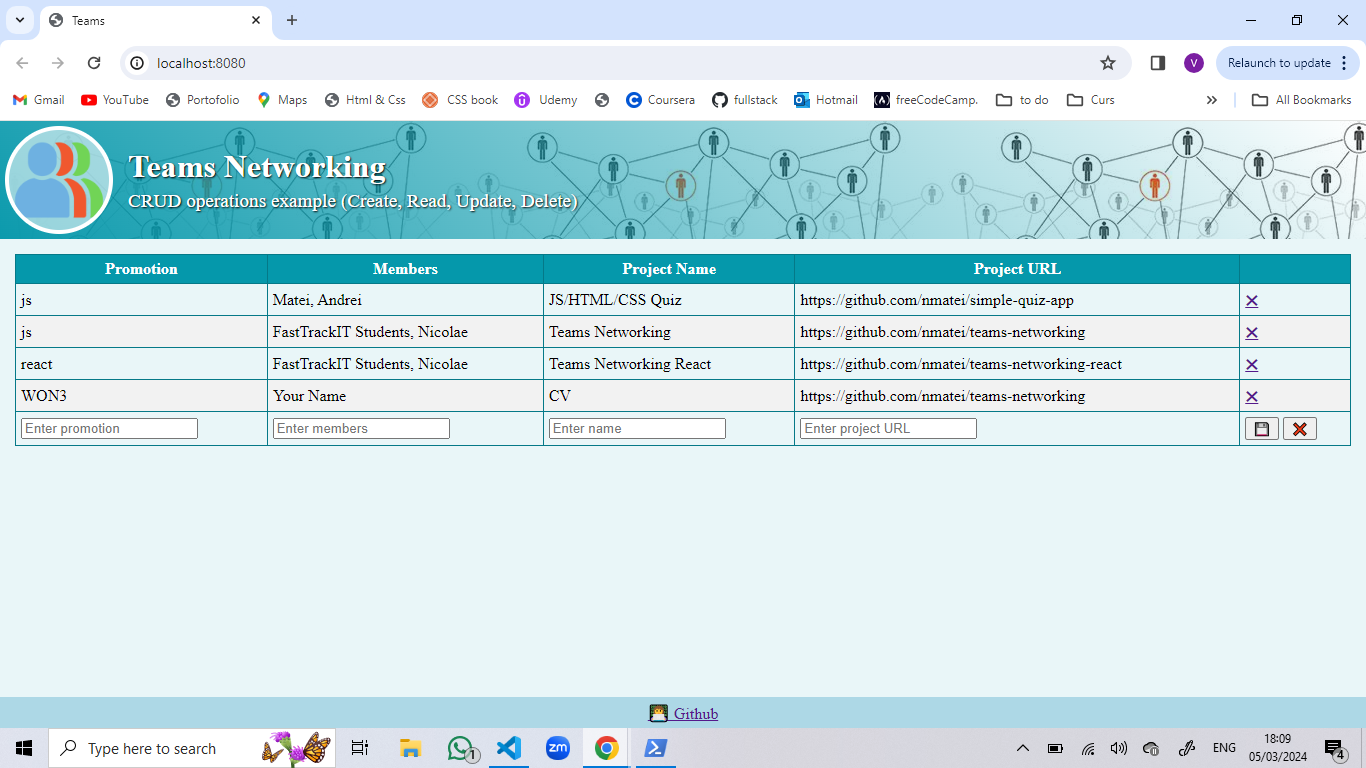 Teams
localhost:8080
Relaunch to update
V
Gmail YouTube Portofolio Maps Html & Css CSS book Udemy Coursera fullstack Hotmail freeCodeCamp. to do Curs » All Bookmarks
Teams Networking
CRUD operations example (Create, Read, Update, Delete)
Promotion Members Project Name Project URL
js Matei, Andrei JS/HTML/CSS Quiz https://github.com/nmatei/simple-quiz-app
js FastTrackIT Students, Nicolae Teams Networking https://github.com/nmatei/teams-networking
react FastTrackIT Students, Nicolae Teams Networking React https://github.com/nmatei/teams-networking-react
WON3 Your Name CV https://github.com/nmatei/teams-networking
Enter promotion Enter members Enter name Enter project URL
Github
Type here to search
1
zm
ENG
18:09
05/03/2024
4